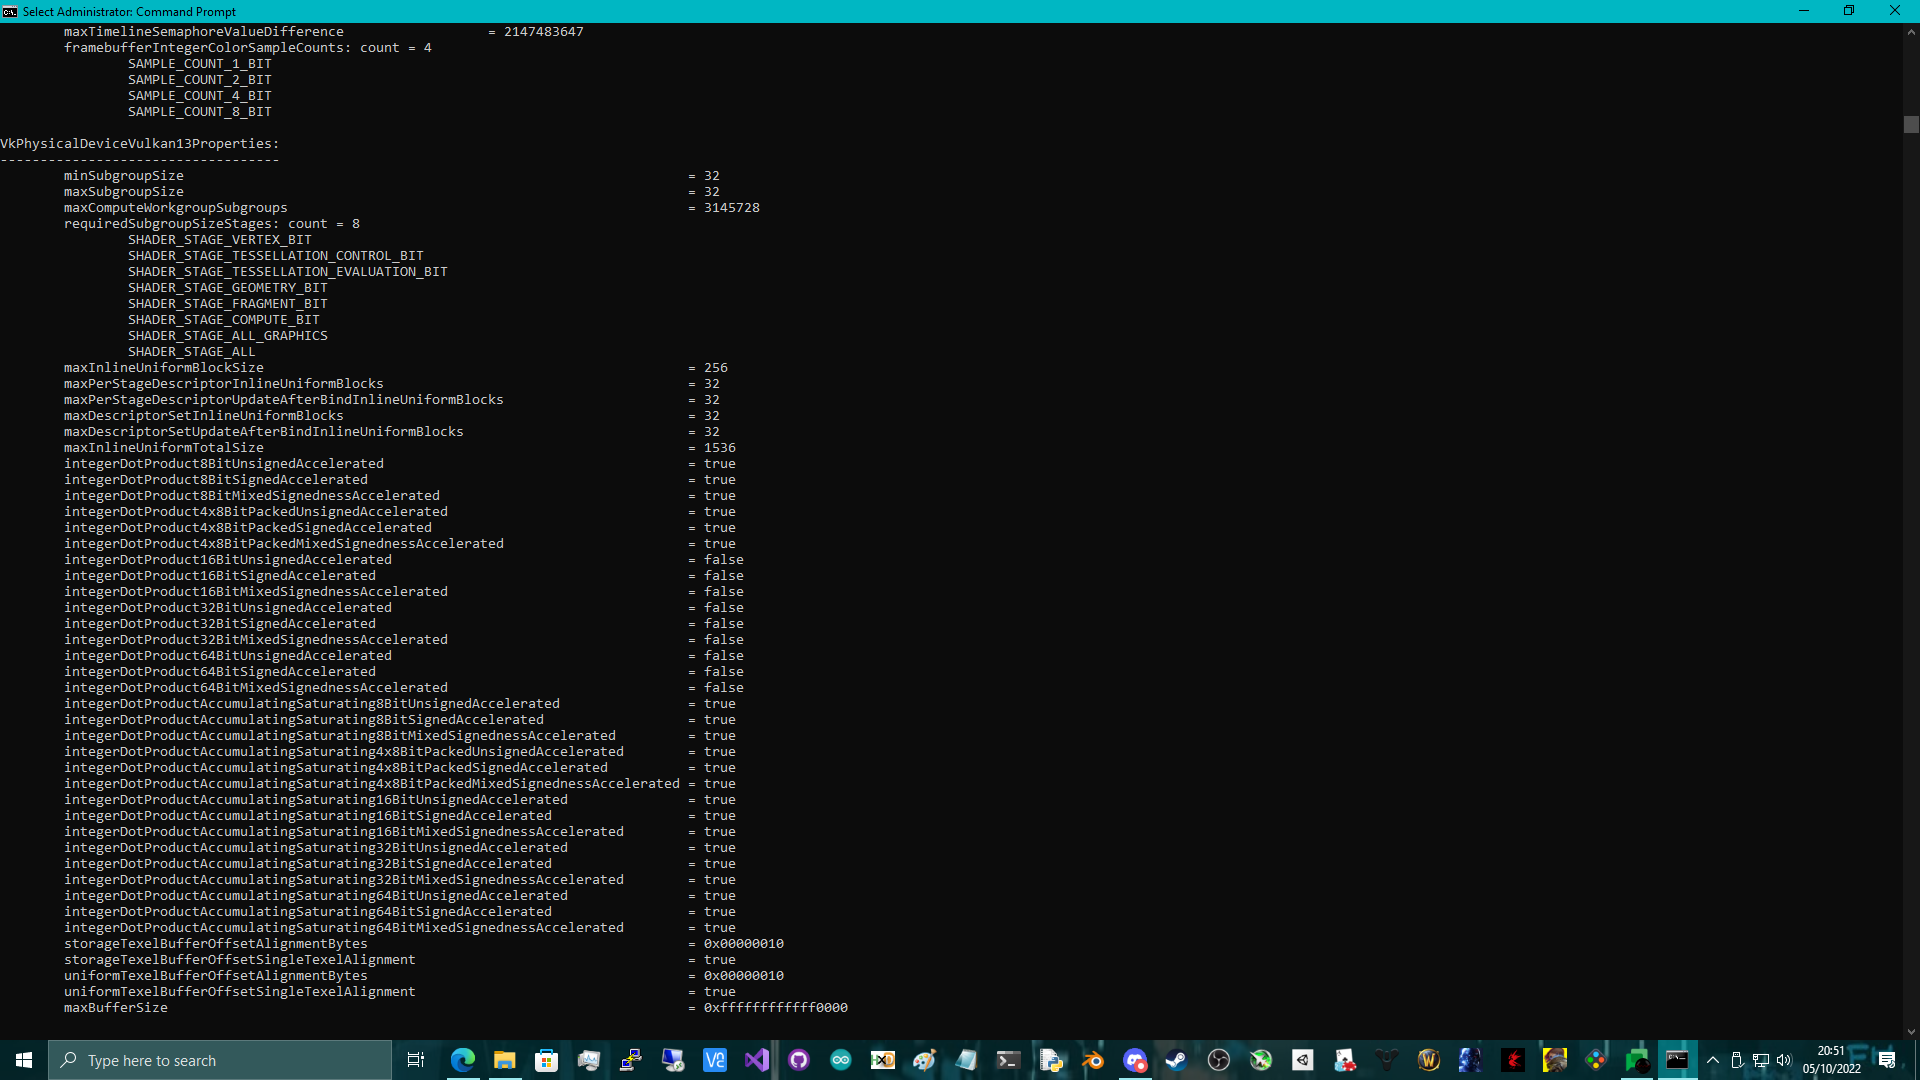 Select Administrator: Command Prompt
maxTimelineSemaphoreValueDifference = 2147483647
framebufferIntegerColorSampleCounts: count = 4
SAMPLE_COUNT_1_BIT
SAMPLE_COUNT_2_BIT
SAMPLE_COUNT_4_BIT
SAMPLE_COUNT_8_BIT
VkPhysicalDeviceVulkan13Properties:
-----------------------------------
minSubgroupSize = 32
maxSubgroupSize = 32
maxComputeWorkgroupSubgroups = 3145728
requiredSubgroupSizeStages: count = 8
SHADER_STAGE_VERTEX_BIT
SHADER_STAGE_TESSELLATION_CONTROL_BIT
SHADER_STAGE_TESSELLATION_EVALUATION_BIT
SHADER_STAGE_GEOMETRY_BIT
SHADER_STAGE_FRAGMENT_BIT
SHADER_STAGE_COMPUTE_BIT
SHADER_STAGE_ALL_GRAPHICS
SHADER_STAGE_ALL
maxInlineUniformBlockSize = 256
maxPerStageDescriptorInlineUniformBlocks = 32
maxPerStageDescriptorUpdateAfterBindInlineUniformBlocks = 32
maxDescriptorSetInlineUniformBlocks = 32
maxDescriptorSetUpdateAfterBindInlineUniformBlocks = 32
maxInlineUniformTotalSize = 1536
integerDotProduct8BitUnsignedAccelerated = true
integerDotProduct8BitSignedAccelerated = true
integerDotProduct8BitMixedSignednessAccelerated = true
integerDotProduct4x8BitPackedUnsignedAccelerated = true
integerDotProduct4x8BitPackedSignedAccelerated = true
integerDotProduct4x8BitPackedMixedSignednessAccelerated = true
integerDotProduct16BitUnsignedAccelerated = false
integerDotProduct16BitSignedAccelerated = false
integerDotProduct16BitMixedSignednessAccelerated = false
integerDotProduct32BitUnsignedAccelerated = false
integerDotProduct32BitSignedAccelerated = false
integerDotProduct32BitMixedSignednessAccelerated = false
integerDotProduct64BitUnsignedAccelerated = false
integerDotProduct64BitSignedAccelerated = false
integerDotProduct64BitMixedSignednessAccelerated = false
integerDotProductAccumulatingSaturating8BitUnsignedAccelerated = true
integerDotProductAccumulatingSaturating8BitSignedAccelerated = true
integerDotProductAccumulatingSaturating8BitMixedSignednessAccelerated = true
integerDotProductAccumulatingSaturating4x8BitPackedUnsignedAccelerated = true
integerDotProductAccumulatingSaturating4x8BitPackedSignedAccelerated = true
integerDotProductAccumulatingSaturating4x8BitPackedMixedSignednessAccelerated = true
integerDotProductAccumulatingSaturating16BitUnsignedAccelerated = true
integerDotProductAccumulatingSaturating16BitSignedAccelerated = true
integerDotProductAccumulatingSaturating16BitMixedSignednessAccelerated = true
integerDotProductAccumulatingSaturating32BitUnsignedAccelerated = true
integerDotProductAccumulatingSaturating32BitSignedAccelerated = true
integerDotProductAccumulatingSaturating32BitMixedSignednessAccelerated = true
integerDotProductAccumulatingSaturating64BitUnsignedAccelerated = true
integerDotProductAccumulatingSaturating64BitSignedAccelerated = true
integerDotProductAccumulatingSaturating64BitMixedSignednessAccelerated = true
storageTexelBufferOffsetAlignmentBytes = 0x00000010
storageTexelBufferOffsetSingleTexelAlignment = true
uniformTexelBufferOffsetAlignmentBytes = 0x00000010
uniformTexelBufferOffsetSingleTexelAlignment = true
maxBufferSize = 0xffffffffffff0000
Type here to search
20:51
05/10/2022